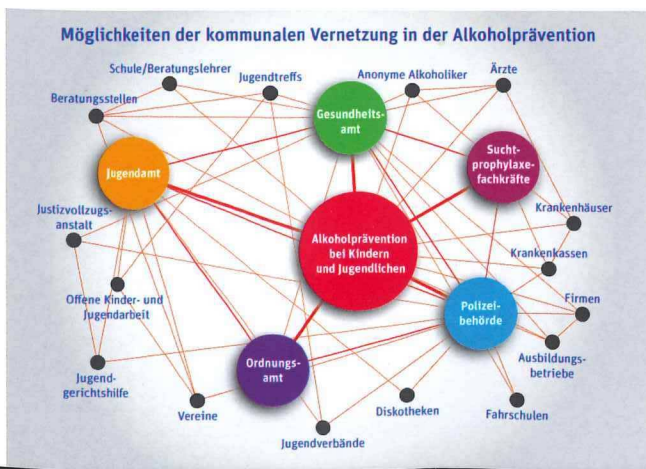 Möglichkeiten der kommunalen Vernetzung in der Alkoholprävention
Schule/Beratungslehrer
Jugendtreffs
Anonyme Alkoholiker
Ärzte
Beratungsstellen
Gesundheits-
amt
Sucht-
prophylaxe-
fachkräfte
Jugendamt
Justizvollzugs-
anstalt
Alkoholprävention
bei Kindern
und Jugendlichen
Krankenhäuser
Krankenkassen
Offene Kinder- und
Jugendarbeit
Polizei-
behörde
Firmen
Ordnungs-
amt
Ausbildungs-
betriebe
Jugend-
gerichtshilfe
Vereine
Diskotheken
Fahrschulen
Jugendverbände